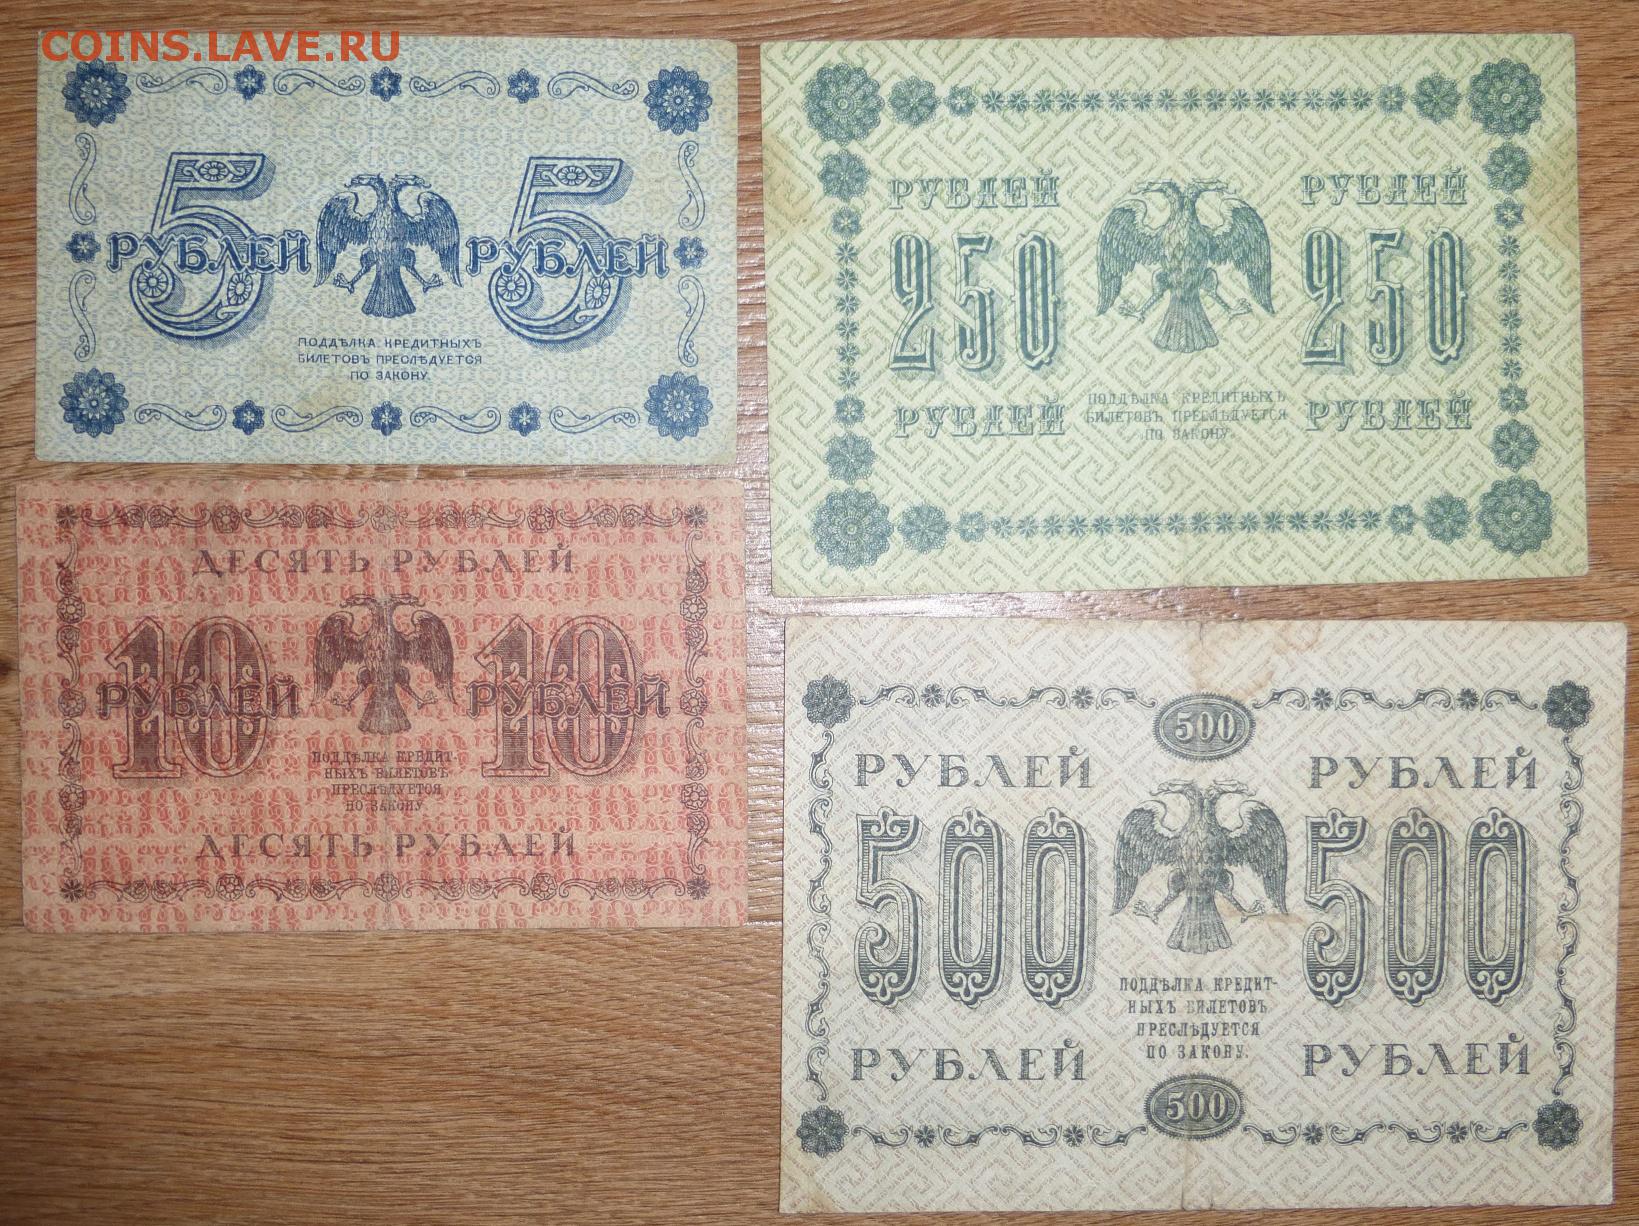 COINS.LAVE.RU
5 5
РУБЛЕЙ РУБЛЕЙ
ПОДДѢЛКА КРЕДИТНЫХЪ
БИЛЕТОВЪ ПРЕСЛѢДУЕТСЯ
ПО ЗАКОНУ.
РУБЛЕЙ РУБЛЕЙ
250 250
ПОДДѢЛКА КРЕДИТНЫХЪ
БИЛЕТОВЪ ПРЕСЛѢДУЕТСЯ
ПО ЗАКОНУ.
РУБЛЕЙ РУБЛЕЙ
ДЕСЯТЬ РУБЛЕЙ
10 10
РУБЛЕЙ РУБЛЕЙ
ПОДДѢЛКА КРЕДИТ-
НЫХЪ БИЛЕТОВЪ
ПРЕСЛѢДУЕТСЯ
ПО ЗАКОНУ.
ДЕСЯТЬ РУБЛЕЙ
500
РУБЛЕЙ РУБЛЕЙ
500 500
ПОДДѢЛКА КРЕДИТ-
НЫХЪ БИЛЕТОВЪ
ПРЕСЛѢДУЕТСЯ
ПО ЗАКОНУ.
РУБЛЕЙ РУБЛЕЙ
500